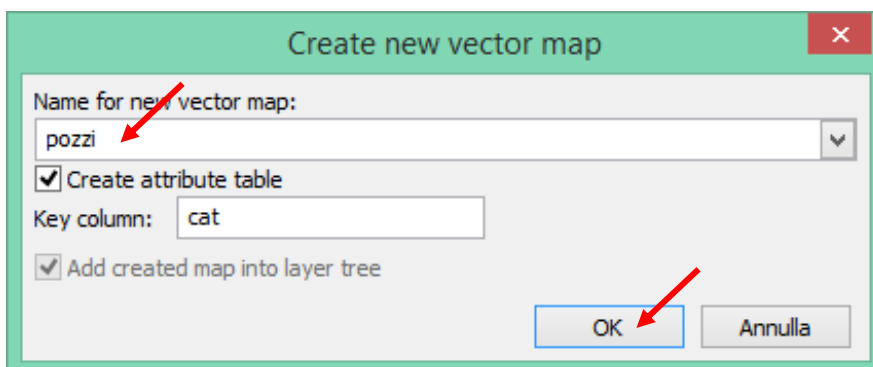 Create new vector map
Name for new vector map:
pozzi
Create attribute table
Key column: cat
Add created map into layer tree
OK Annulla